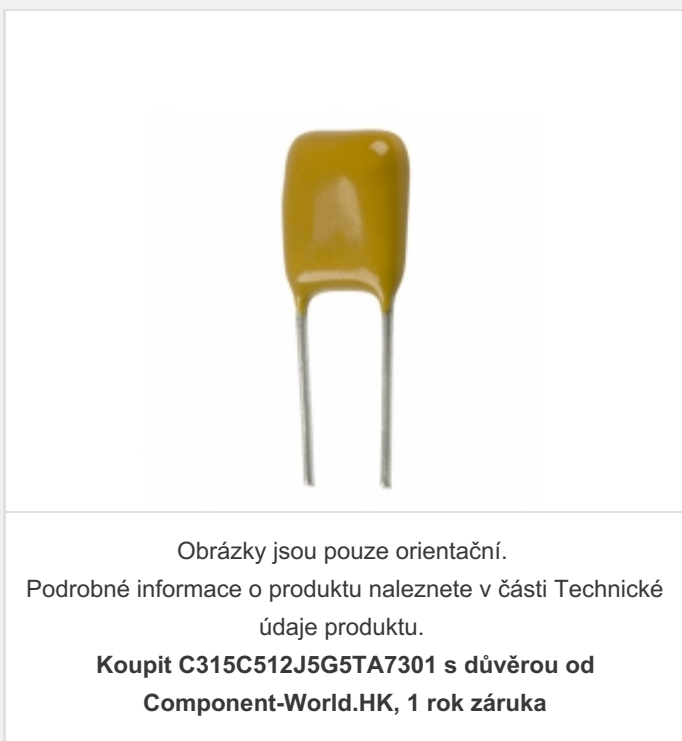 Obrázky jsou pouze orientační.
Podrobné informace o produktu naleznete v části Technické
údaje produktu.
Koupit C315C512J5G5TA7301 s důvěrou od
Component-World.HK, 1 rok záruka